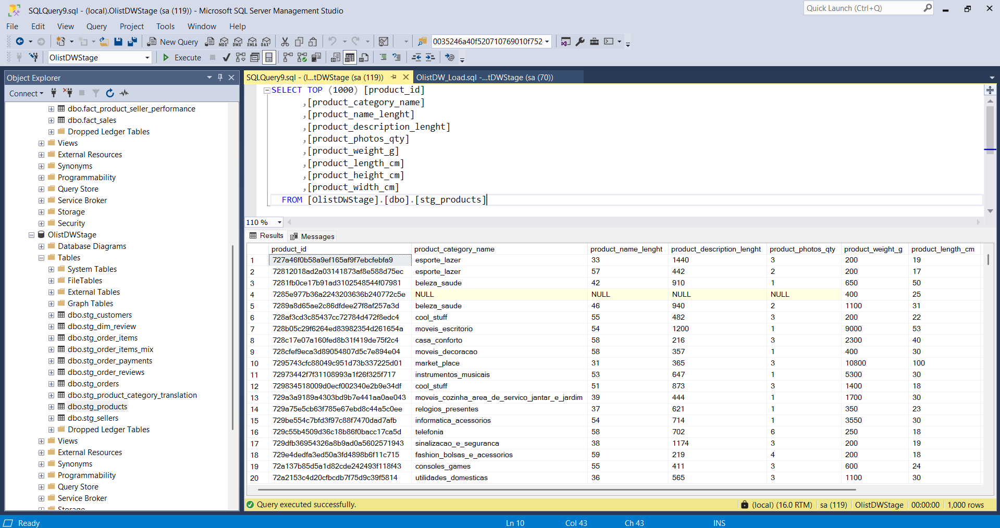 SQLQuery9.sql - (local).OlistDWStage (sa (119)) - Microsoft SQL Server Management Studio
Quick Launch (Ctrl+Q)
File Edit View Query Project Tools Window Help
New Query MDX DMX XMLA DAX 0035246a40f520710769010f752
OlistDWStage Execute
Object Explorer
Connect
dbo.fact_product_seller_performance
dbo.fact_sales
Dropped Ledger Tables
Views
External Resources
Synonyms
Programmability
Query Store
Service Broker
Storage
Security
OlistDWStage
Database Diagrams
Tables
System Tables
FileTables
External Tables
Graph Tables
dbo.stg_customers
dbo.stg_dim_review
dbo.stg_order_items
dbo.stg_order_items_mix
dbo.stg_order_payments
dbo.stg_order_reviews
dbo.stg_orders
dbo.stg_product_category_translation
dbo.stg_products
dbo.stg_sellers
Dropped Ledger Tables
Views
External Resources
Synonyms
Programmability
Query Store
Service Broker
Storage
SQLQuery9.sql - (l...tDWStage (sa (119)) OlistDW_Load.sql -...tDWStage (sa (70))
SELECT TOP (1000) [product_id]
,[product_category_name]
,[product_name_lenght]
,[product_description_lenght]
,[product_photos_qty]
,[product_weight_g]
,[product_length_cm]
,[product_height_cm]
,[product_width_cm]
FROM [OlistDWStage].[dbo].[stg_products]
110 %
Results Messages
product_id product_category_name product_name_lenght product_description_lenght product_photos_qty product_weight_g product_length_cm
1 727a46f0b58a9ef165af9f7ebcfebfa9 esporte_lazer 33 1440 3 200 19
2 72812018ad2a03141873af8e588d75ec esporte_lazer 57 442 2 200 17
3 7281fb0ce17b91ad3102548544f07981 beleza_saude 42 910 1 650 50
4 7285e977b36a2243203636b240772c5e NULL NULL NULL NULL 400 25
5 7289a8d65ae2c86dfdee27f8af257a3d beleza_saude 46 940 2 1100 31
6 728af3cd3c85437cc72784d472f8edc4 cool_stuff 55 482 3 200 22
7 728b05c29f6264ed83982354d261654a moveis_escritorio 54 1200 1 9000 53
8 728c17e07a160fed8b31f419de75f2c4 casa_conforto 58 216 3 2300 40
9 728cfef9eca3d89054807d5c7e894e04 moveis_decoracao 58 357 1 400 30
10 7295743cfc88049c951d73b337225d01 market_place 31 365 3 10800 100
11 72973442f7f31108993a1f26f325f717 instrumentos_musicais 53 647 1 5300 30
12 729834518009d0ecf002340e2b9e34df cool_stuff 51 873 3 1400 18
13 729a3a9189a4303bd9b7e441aa0ae043 moveis_cozinha_area_de_servico_jantar_e_jardim 39 444 1 1700 30
14 729a75e5cb63f785e67ebd8c44a5c0ee relogios_presentes 37 621 1 350 23
15 729be554c7bfd3f97c88f7470dad7afb informatica_acessorios 54 714 1 3550 30
16 729c55b4509d36c18b86f0bacc17ca5d telefonia 58 702 6 250 18
17 729dfb36954326a8b9ad0a5602571943 sinalizacao_e_seguranca 38 1174 3 200 19
18 729e4dedfa3ed50a3fd4898b6f11c715 fashion_bolsas_e_acessorios 59 219 4 200 18
19 72a137b85d5a1d82cde242493f118f43 consoles_games 55 411 3 600 24
20 72a2153c4d20cfbcdb7f75d9c39f5814 utilidades_domesticas 36 565 3 1100 30
Query executed successfully. (local) (16.0 RTM) sa (119) OlistDWStage 00:00:00 1,000 rows
Ready Ln 10 Col 43 Ch 43 INS